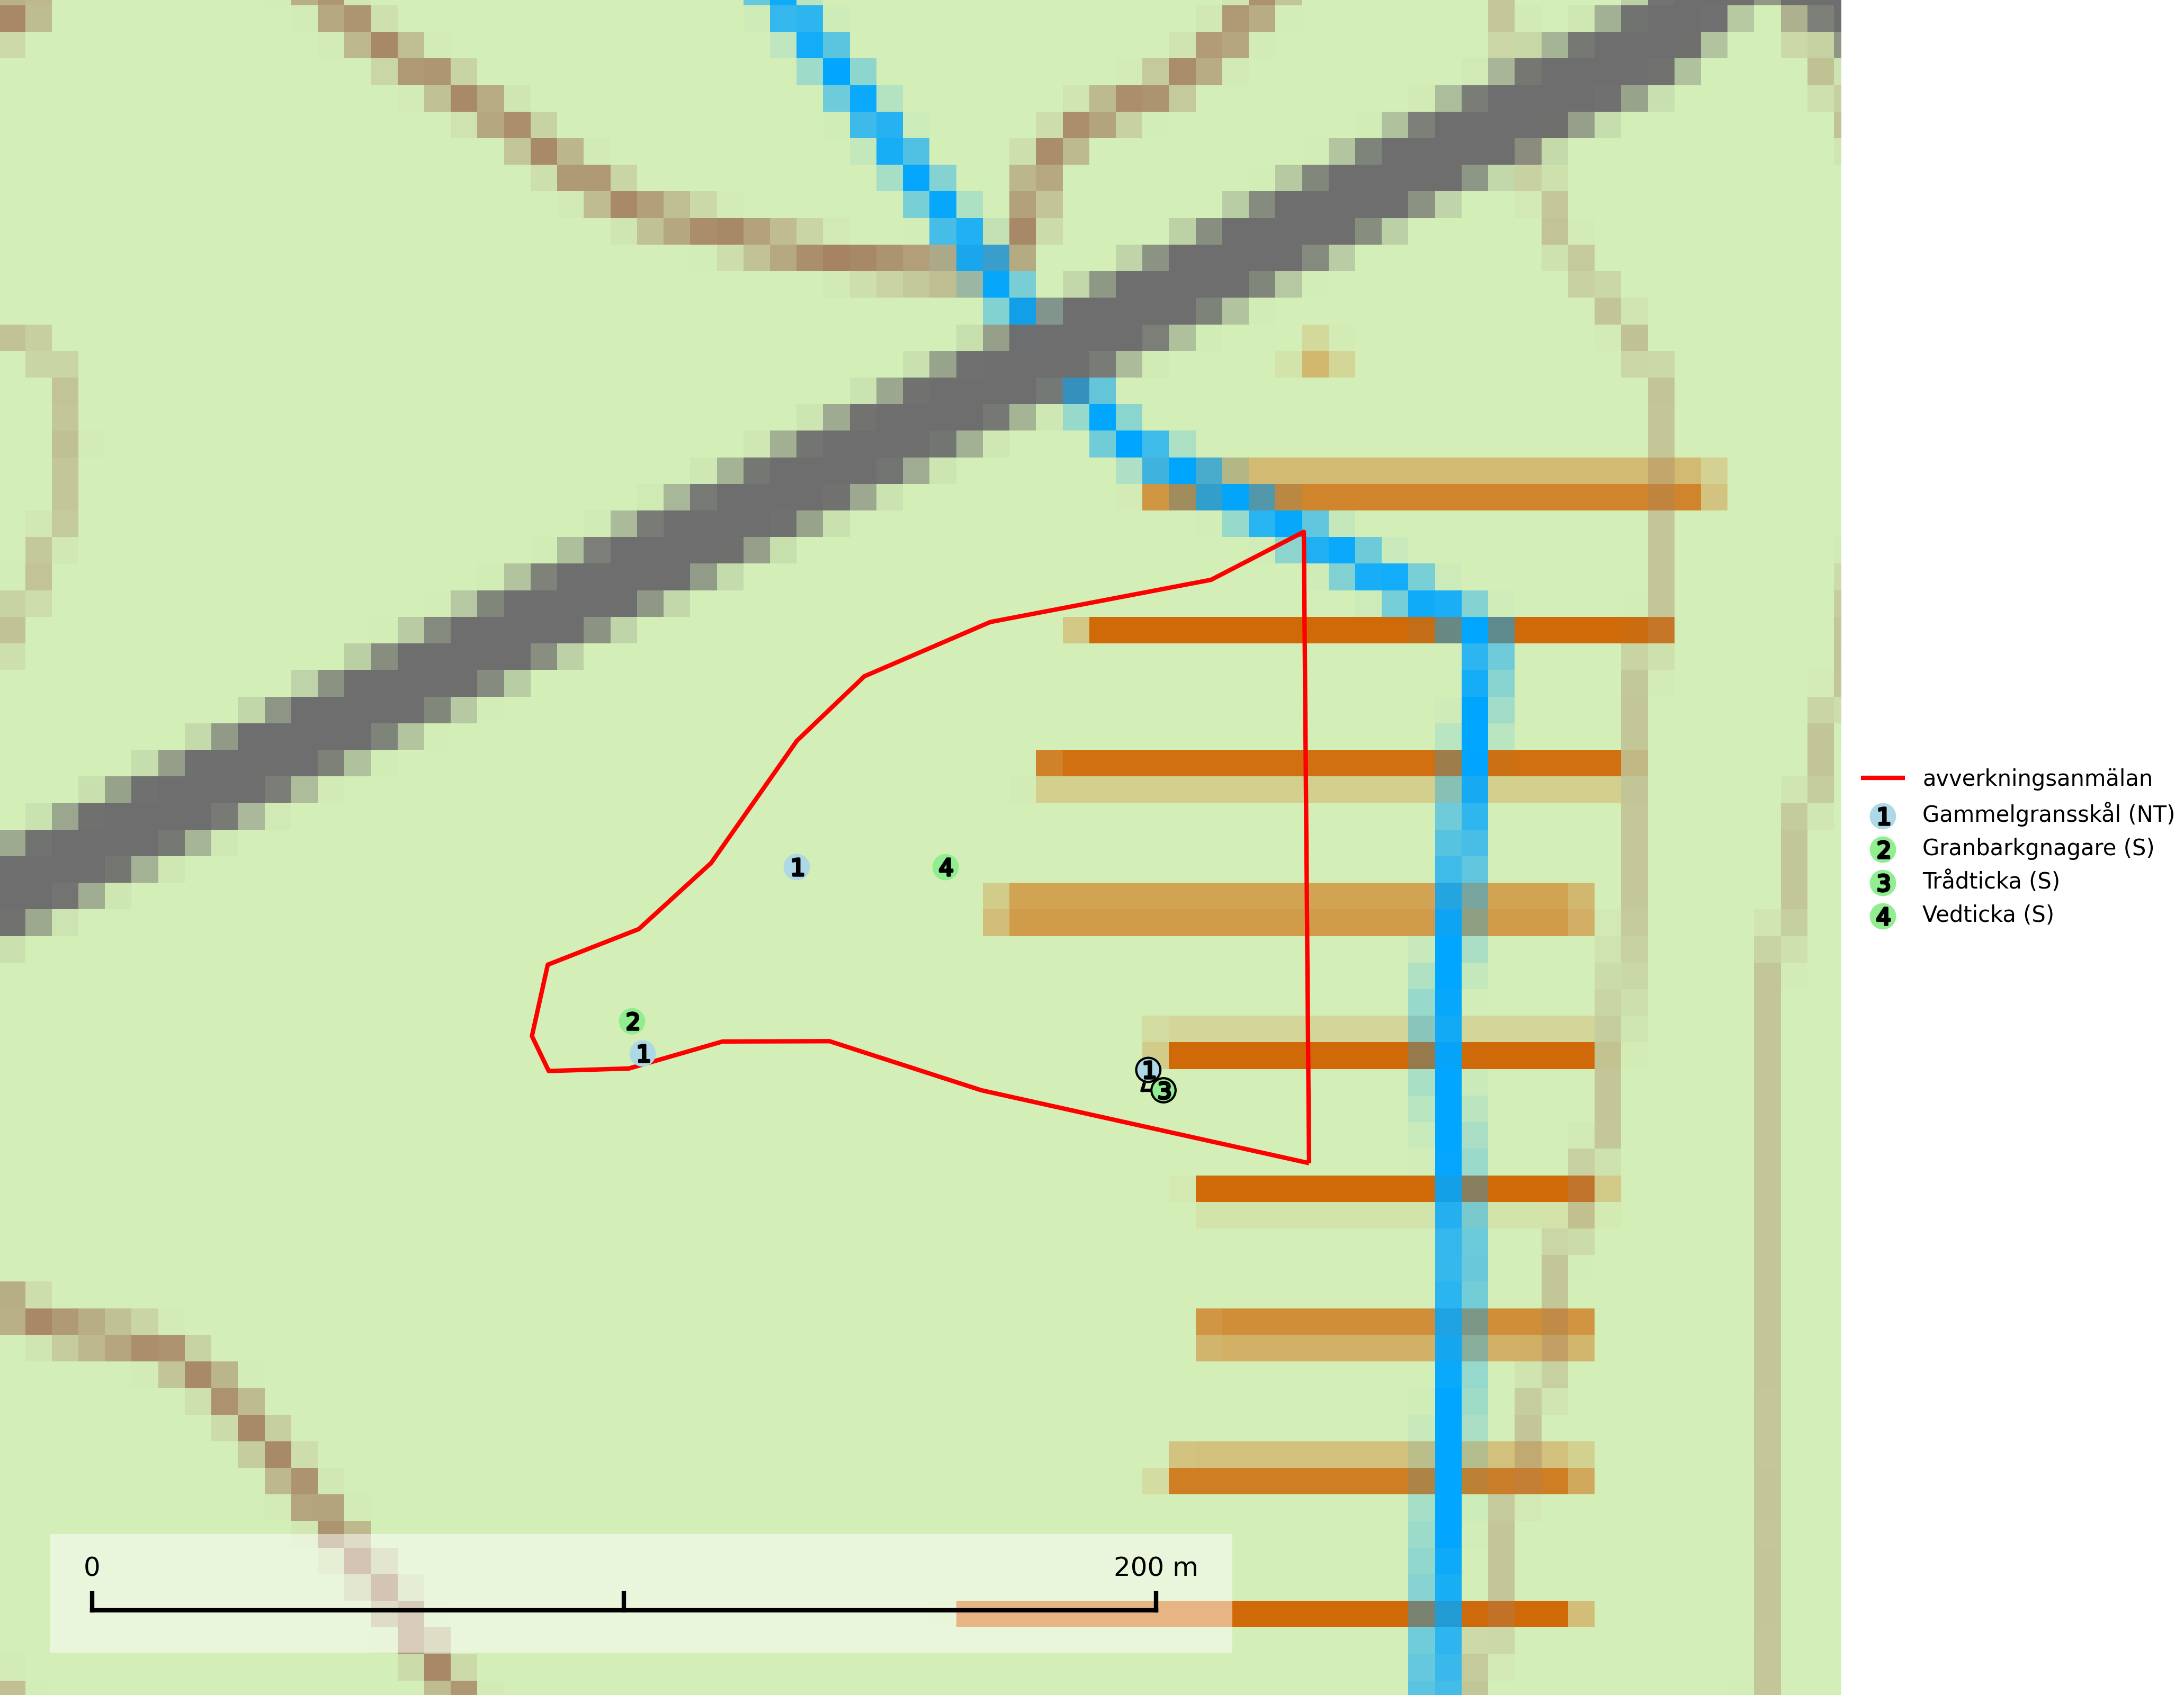 1
4
2
1
1
3
0
200 m
avverkningsanmälan
1 Gammelgransskål (NT)
2 Granbarkgnagare (S)
3 Trådticka (S)
4 Vedticka (S)